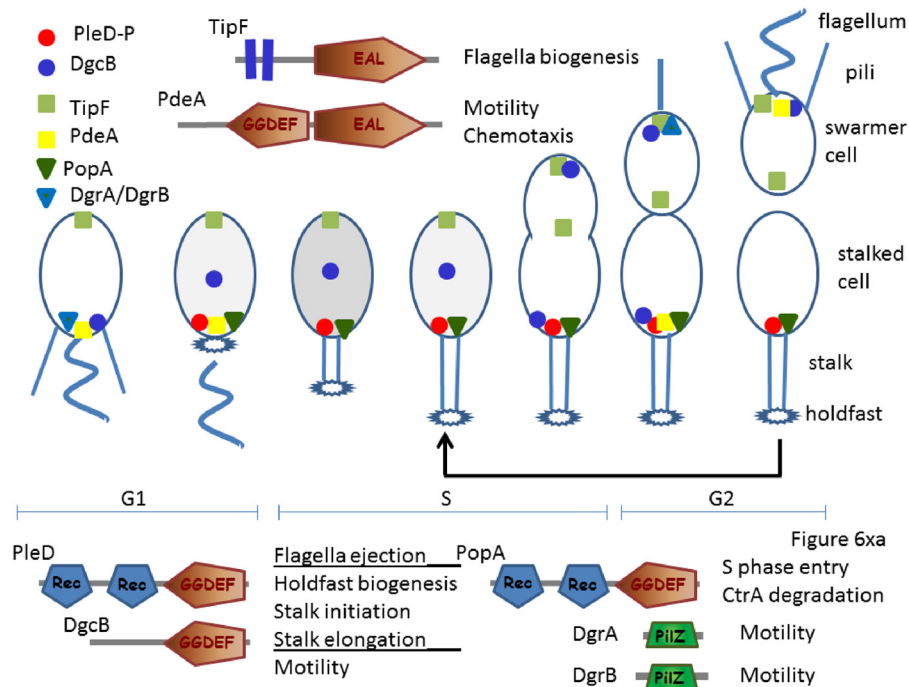 PleD-P
DgcB
TipF
PdeA
PopA
DgrA/DgrB
TipF
EAL
Flagella biogenesis
PdeA
GGDEF
EAL
Motility
Chemotaxis
flagellum
pili
swarmer
cell
stalked
cell
stalk
holdfast
G1
S
G2
PleD
Rec
Rec
GGDEF
DgcB
GGDEF
Flagella ejection
Holdfast biogenesis
Stalk initiation
Stalk elongation
Motility
PopA
Rec
Rec
GGDEF
Figure 6xa
S phase entry
CtrA degradation
DgrA
PilZ
Motility
DgrB
PilZ
Motility